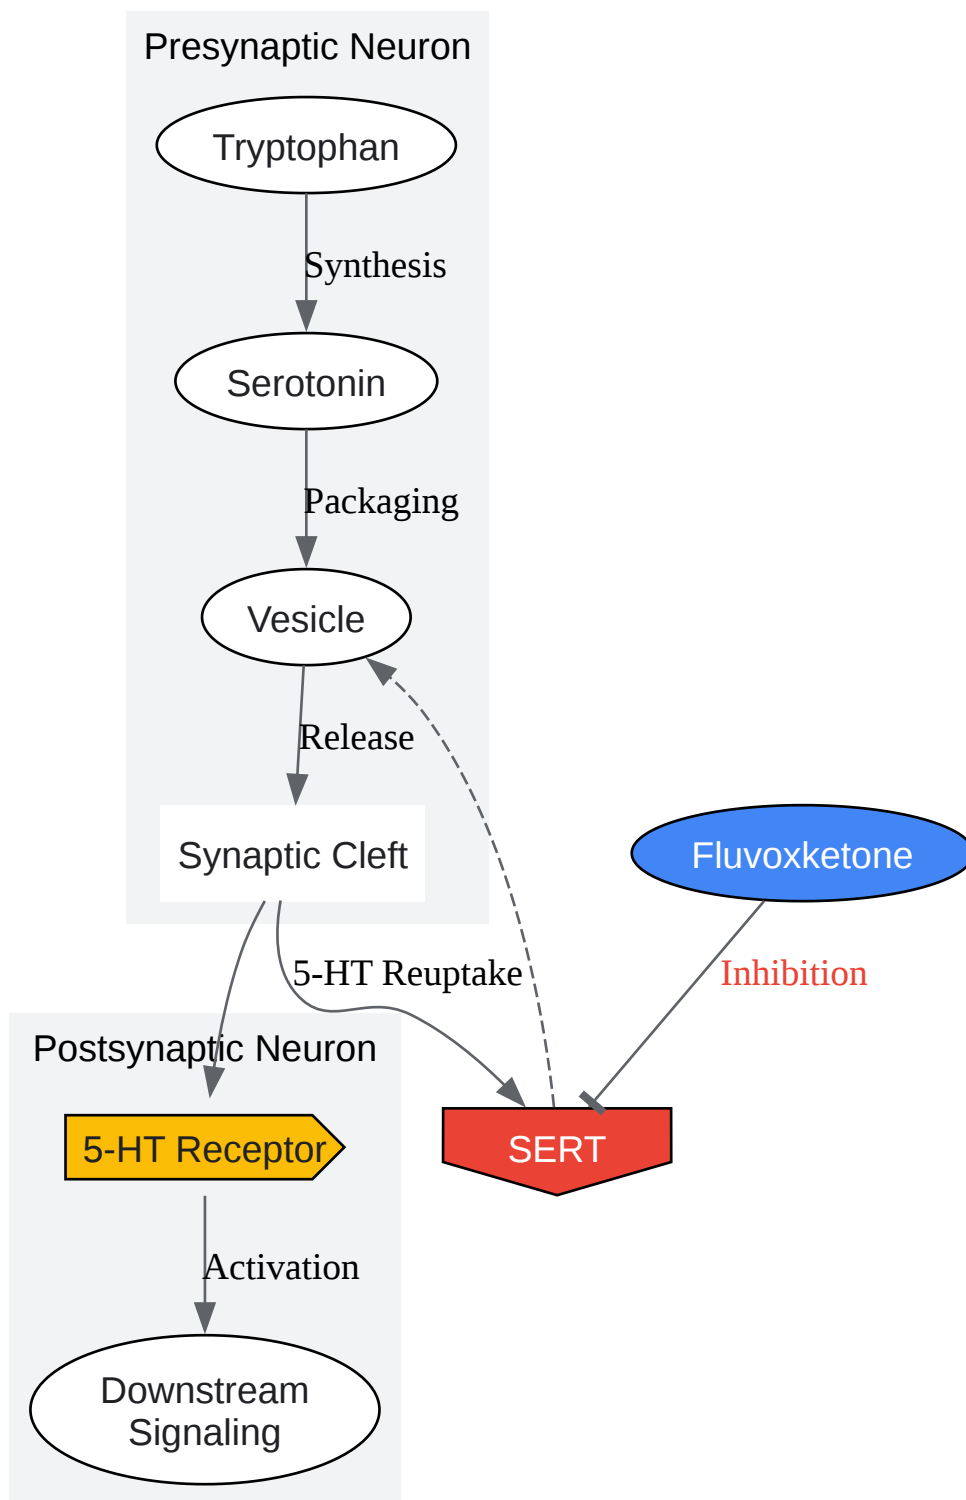 Presynaptic Neuron
Tryptophan
Synthesis
Serotonin
Packaging
Vesicle
Release
Synaptic Cleft
Fluvoxketone
5-HT Reuptake
Inhibition
Postsynaptic Neuron
5-HT Receptor
SERT
Activation
Downstream
Signaling